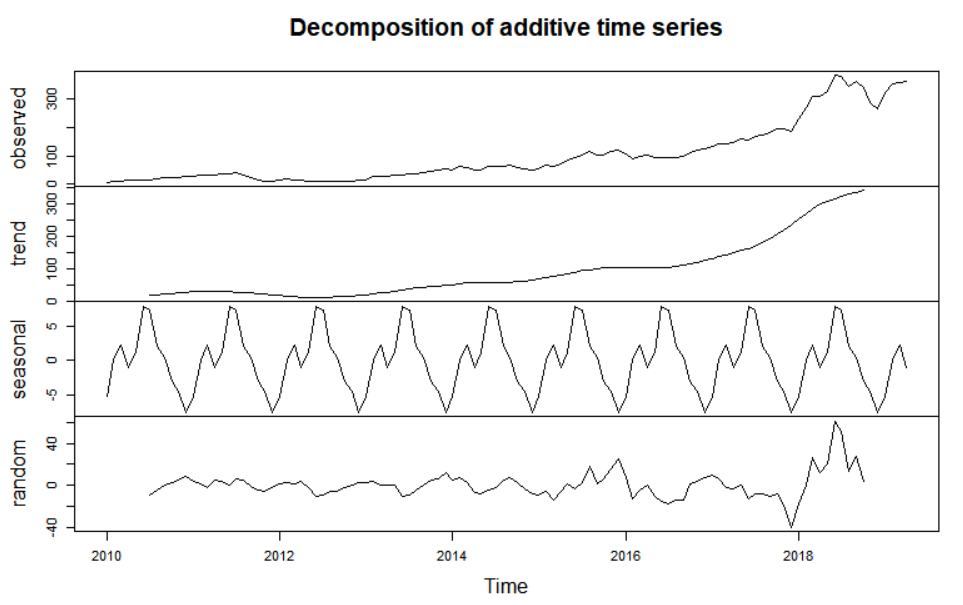 Decomposition of additive time series
observed
0 100 300
trend
0 100 200 300
seasonal
-5 0 5
random
-40 0 40
2010 2012 2014 2016 2018
Time